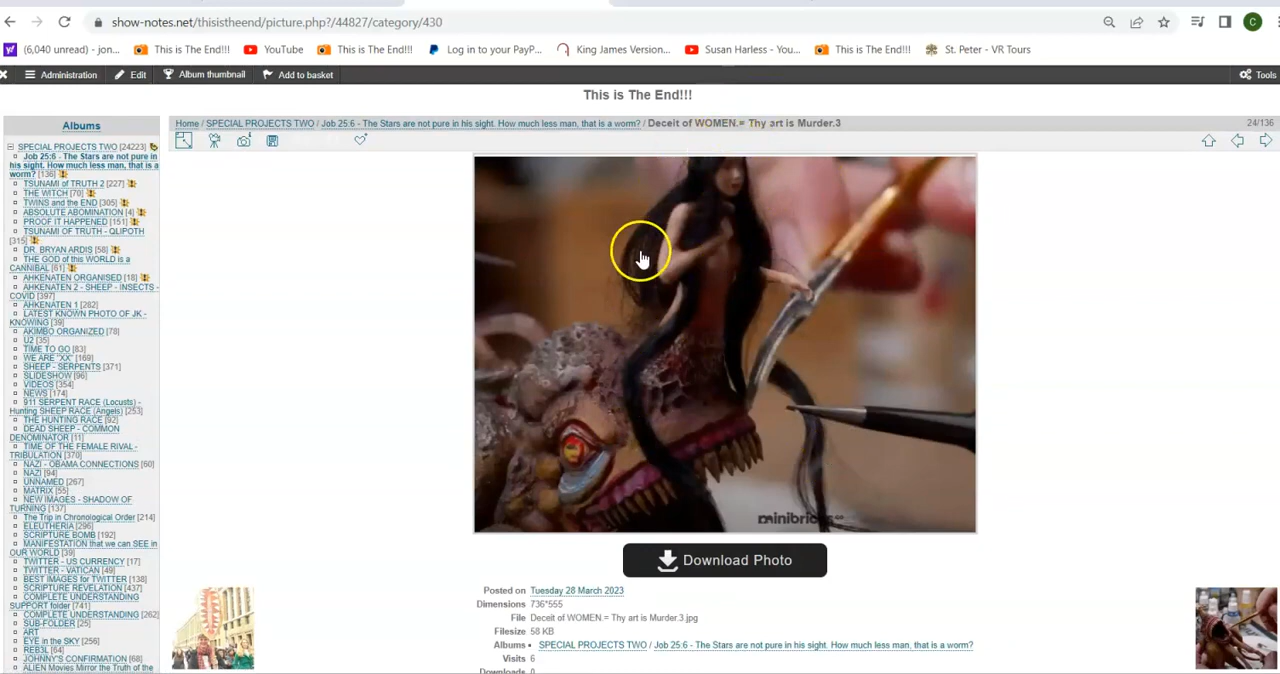 show-notes.net/thisistheend/picture.php?/44827/category/430
C
(6,040 unread) - jon...
This is The End!!!
YouTube
This is The End!!!
Log in to your PayP...
King James Version...
Susan Harless - You...
This is The End!!!
St. Peter - VR Tours
Administration
Edit
Album thumbnail
Add to basket
Tools
This is The End!!!
Albums
Home / SPECIAL PROJECTS TWO / Job 25:6 - The Stars are not pure in his sight. How much less man, that is a worm? / Deceit of WOMEN.= Thy art is Murder.3
24/136
SPECIAL PROJECTS TWO [24223]
Job 25:6 - The Stars are not pure in
his sight. How much less man, that is a
worm? [136]
TSUNAMI of TRUTH 2 [227]
THE WITCH [70]
TWINS and the END [305]
ABSOLUTE ABOMINATION [4]
PROOF IT HAPPENED [151]
TSUNAMI OF TRUTH - QLIPOTH
[315]
DR. BRYAN ARDIS [58]
THE GOD of this WORLD is a
CANNIBAL [61]
AHKENATEN ORGANISED [18]
AHKENATEN 2 - SHEEP - INSECTS -
COVID [397]
AHKENATEN 1 [282]
LATEST KNOWN PHOTO OF JK -
KNOWING [39]
AKIMBO ORGANIZED [78]
U2 [35]
TIME TO GO [83]
WE ARE "XX" [169]
SHEEP - SERPENTS [371]
SLIDESHOW [96]
VIDEOS [354]
NEWS [174]
911 SERPENT RACE (Locusts) -
Hunting SHEEP RACE (Angels) [253]
THE HUNTING RACE [92]
DEAD SHEEP - COMMON
DENOMINATOR [11]
TIME OF THE FEMALE RIVAL -
TRIBULATION [370]
NAZI - OBAMA CONNECTIONS [60]
NAZI [94]
UNNAMED [267]
MATRIX [55]
NEW IMAGES - SHADOW OF
TURNING [137]
The Trip in Chronological Order [214]
ELEUTHERIA [296]
SCRIPTURE BOMB [192]
MANIFESTATION that we can SEE in
OUR WORLD [39]
TWITTER - US CURRENCY [17]
TWITTER - VATICAN [49]
BEST IMAGES for TWITTER [138]
SCRIPTURE REVELATION [437]
COMPLETE UNDERSTANDING
SUPPORT folder [741]
COMPLETE UNDERSTANDING [262]
SUB-FOLDER [25]
ART
EYE in the SKY [256]
REB3L [64]
JOHNNY'S CONFIRMATION [68]
ALIEN Movies Mirror the Truth of the
minibricks
Download Photo
Posted on Tuesday 28 March 2023
Dimensions 736*555
File Deceit of WOMEN = Thy art is Murder.3.jpg
Filesize 58 KB
Albums SPECIAL PROJECTS TWO / Job 25:6 - The Stars are not pure in his sight. How much less man, that is a worm?
Visits 6
Downloads 0